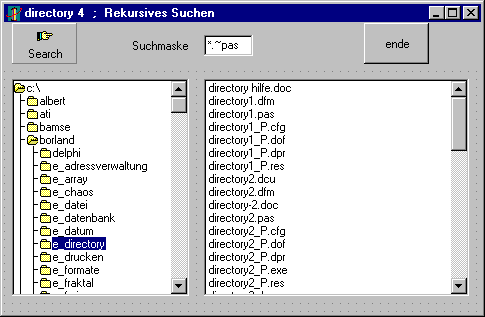 directory 4 ; Rekursives Suchen
Search
Suchmaske
*.~pas
ende
c:\
albert
ati
bamse
borland
delphi
e_adressverwaltung
e_array
e_chaos
e_datei
e_datenbank
e_datum
e_directory
e_drucken
e_formate
e_fraktal
directory hilfe.doc
directory1.dfm
directory1.pas
directory1_P.cfg
directory1_P.dof
directory1_P.dpr
directory1_P.res
directory2.dcu
directory2.dfm
directory-2.doc
directory2.pas
directory2_P.cfg
directory2_P.dof
directory2_P.dpr
directory2_P.exe
directory2_P.res